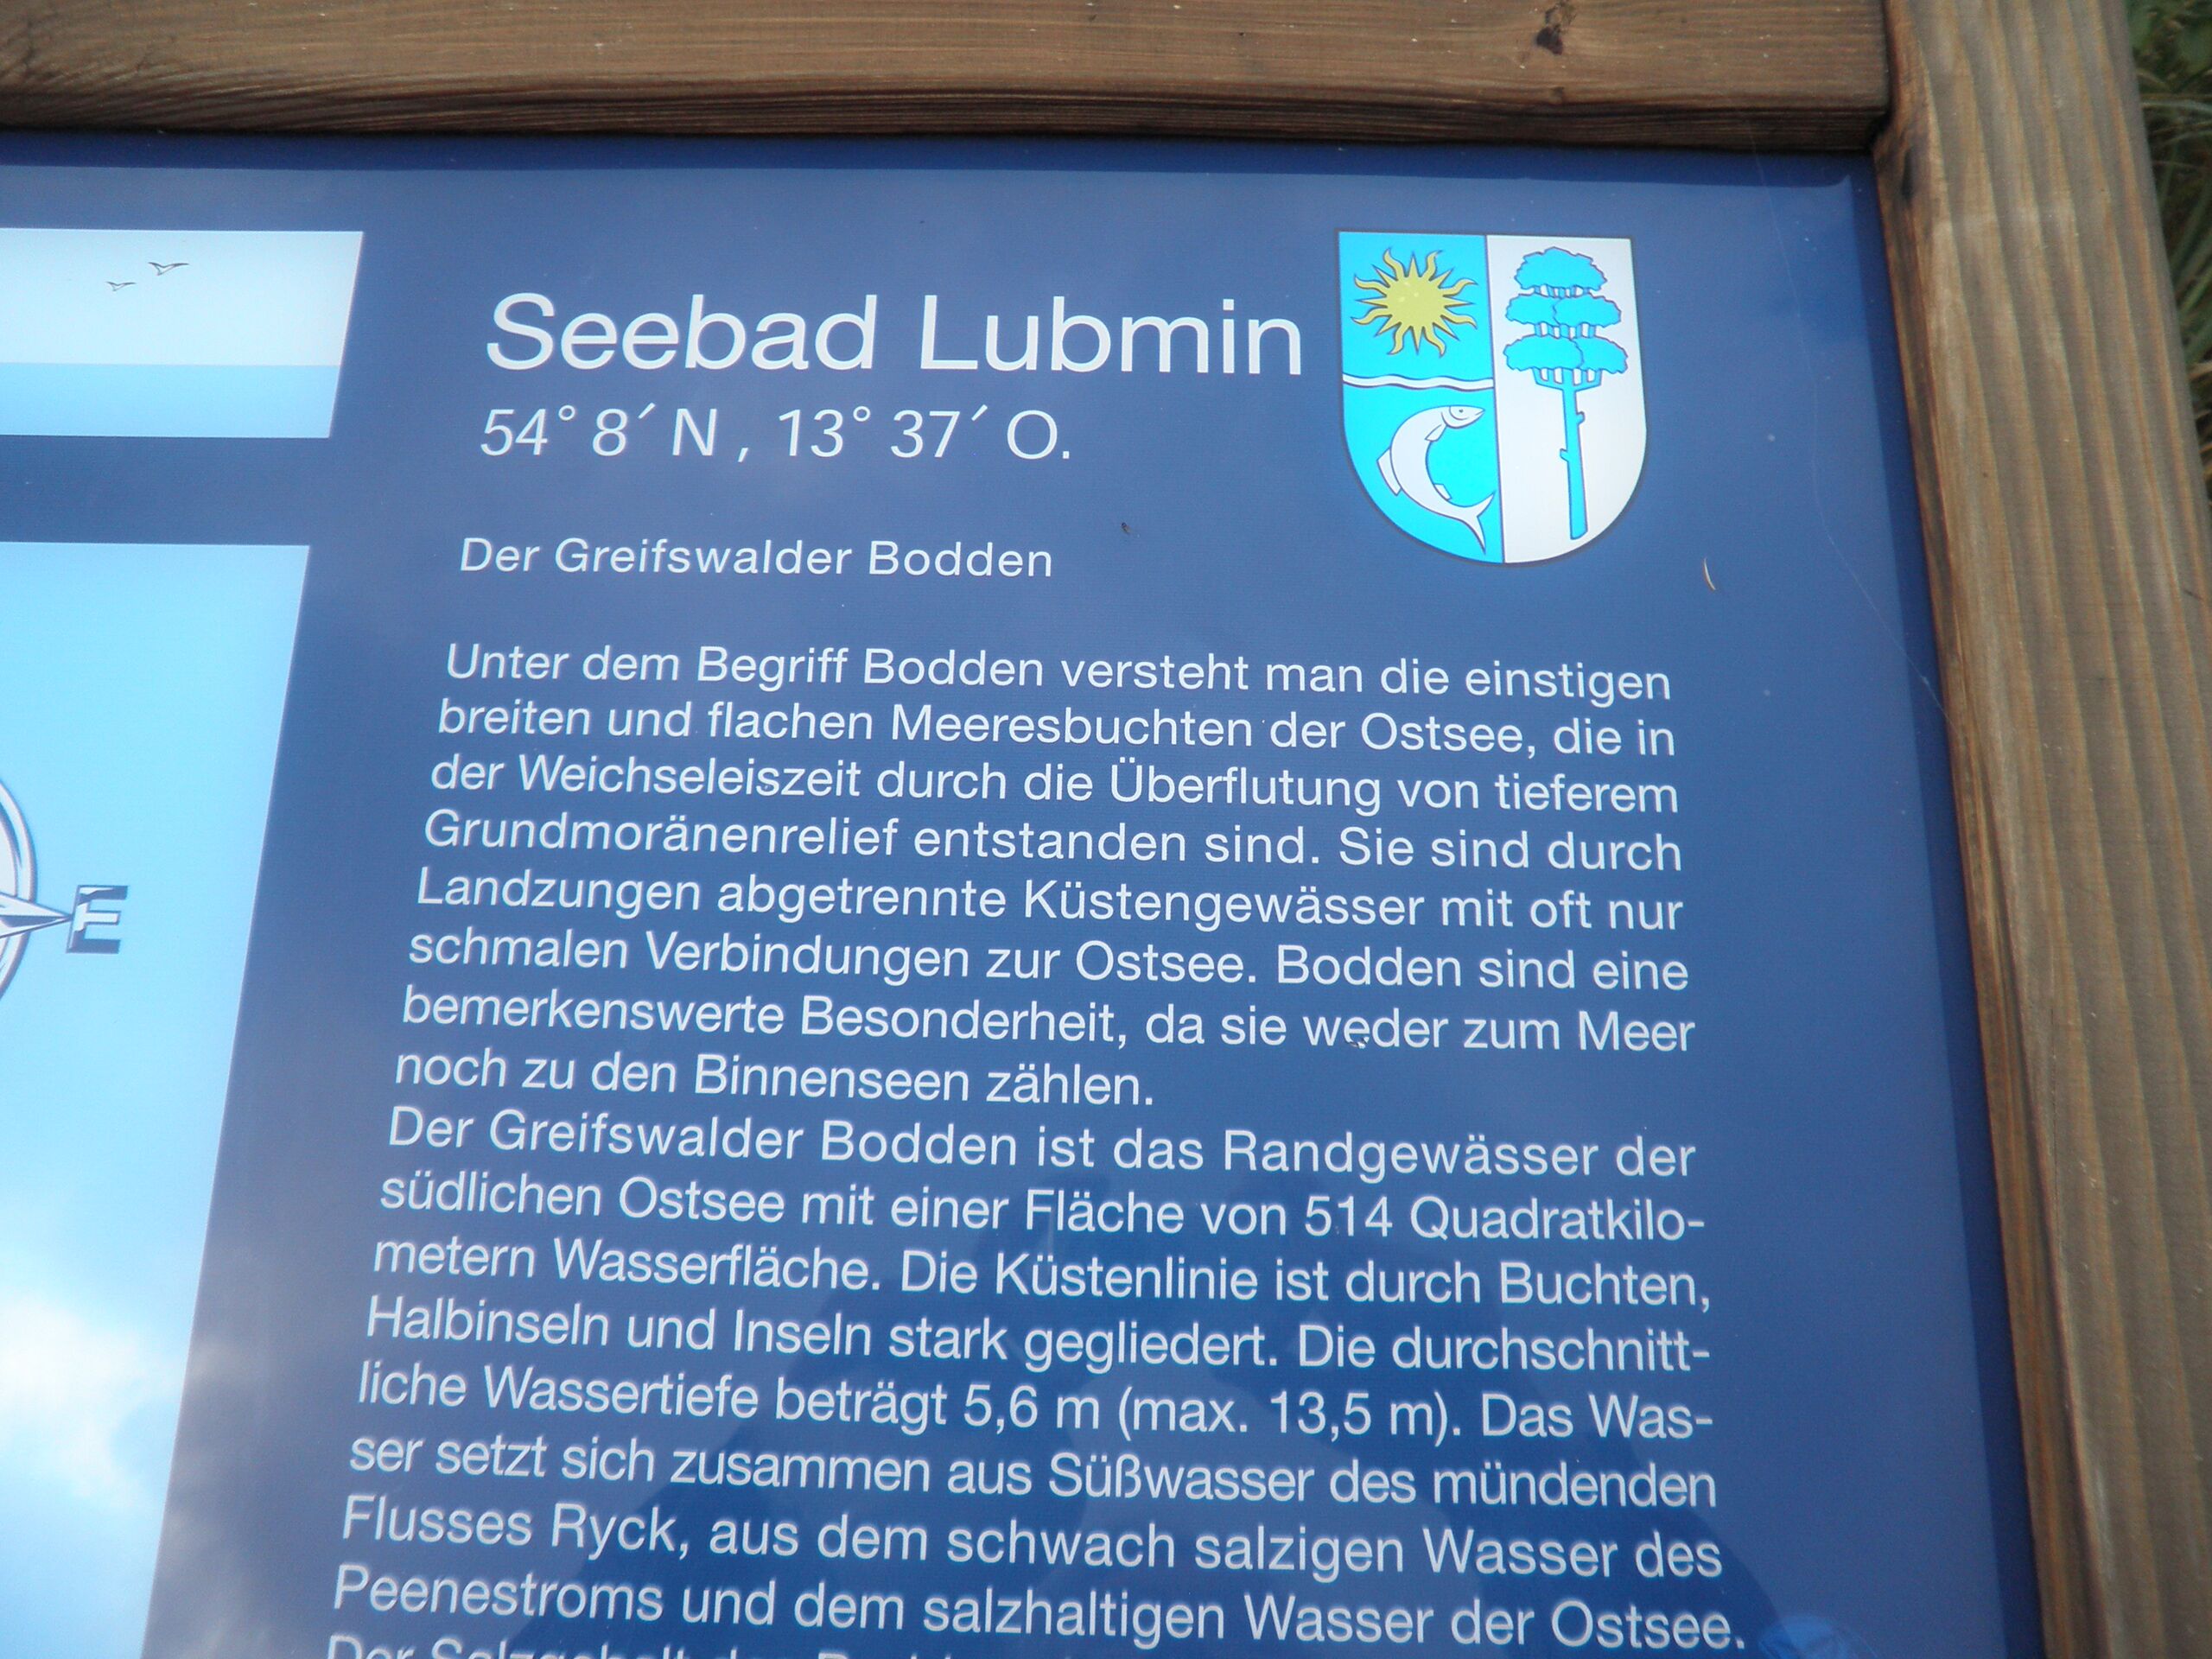 Seebad Lubmin
54° 8´ N , 13° 37´ O.
Der Greifswalder Bodden
Unter dem Begriff Bodden versteht man die einstigen
breiten und flachen Meeresbuchten der Ostsee, die in
der Weichseleiszeit durch die Überflutung von tieferem
Grundmoränenrelief entstanden sind. Sie sind durch
Landzungen abgetrennte Küstengewässer mit oft nur
schmalen Verbindungen zur Ostsee. Bodden sind eine
bemerkenswerte Besonderheit, da sie weder zum Meer
noch zu den Binnenseen zählen.
Der Greifswalder Bodden ist das Randgewässer der
südlichen Ostsee mit einer Fläche von 514 Quadratkilo-
metern Wasserfläche. Die Küstenlinie ist durch Buchten,
Halbinseln und Inseln stark gegliedert. Die durchschnitt-
liche Wassertiefe beträgt 5,6 m (max. 13,5 m). Das Was-
ser setzt sich zusammen aus Süßwasser des mündenden
Flusses Ryck, aus dem schwach salzigen Wasser des
Peenestroms und dem salzhaltigen Wasser der Ostsee.
Der Salzgehalt
E